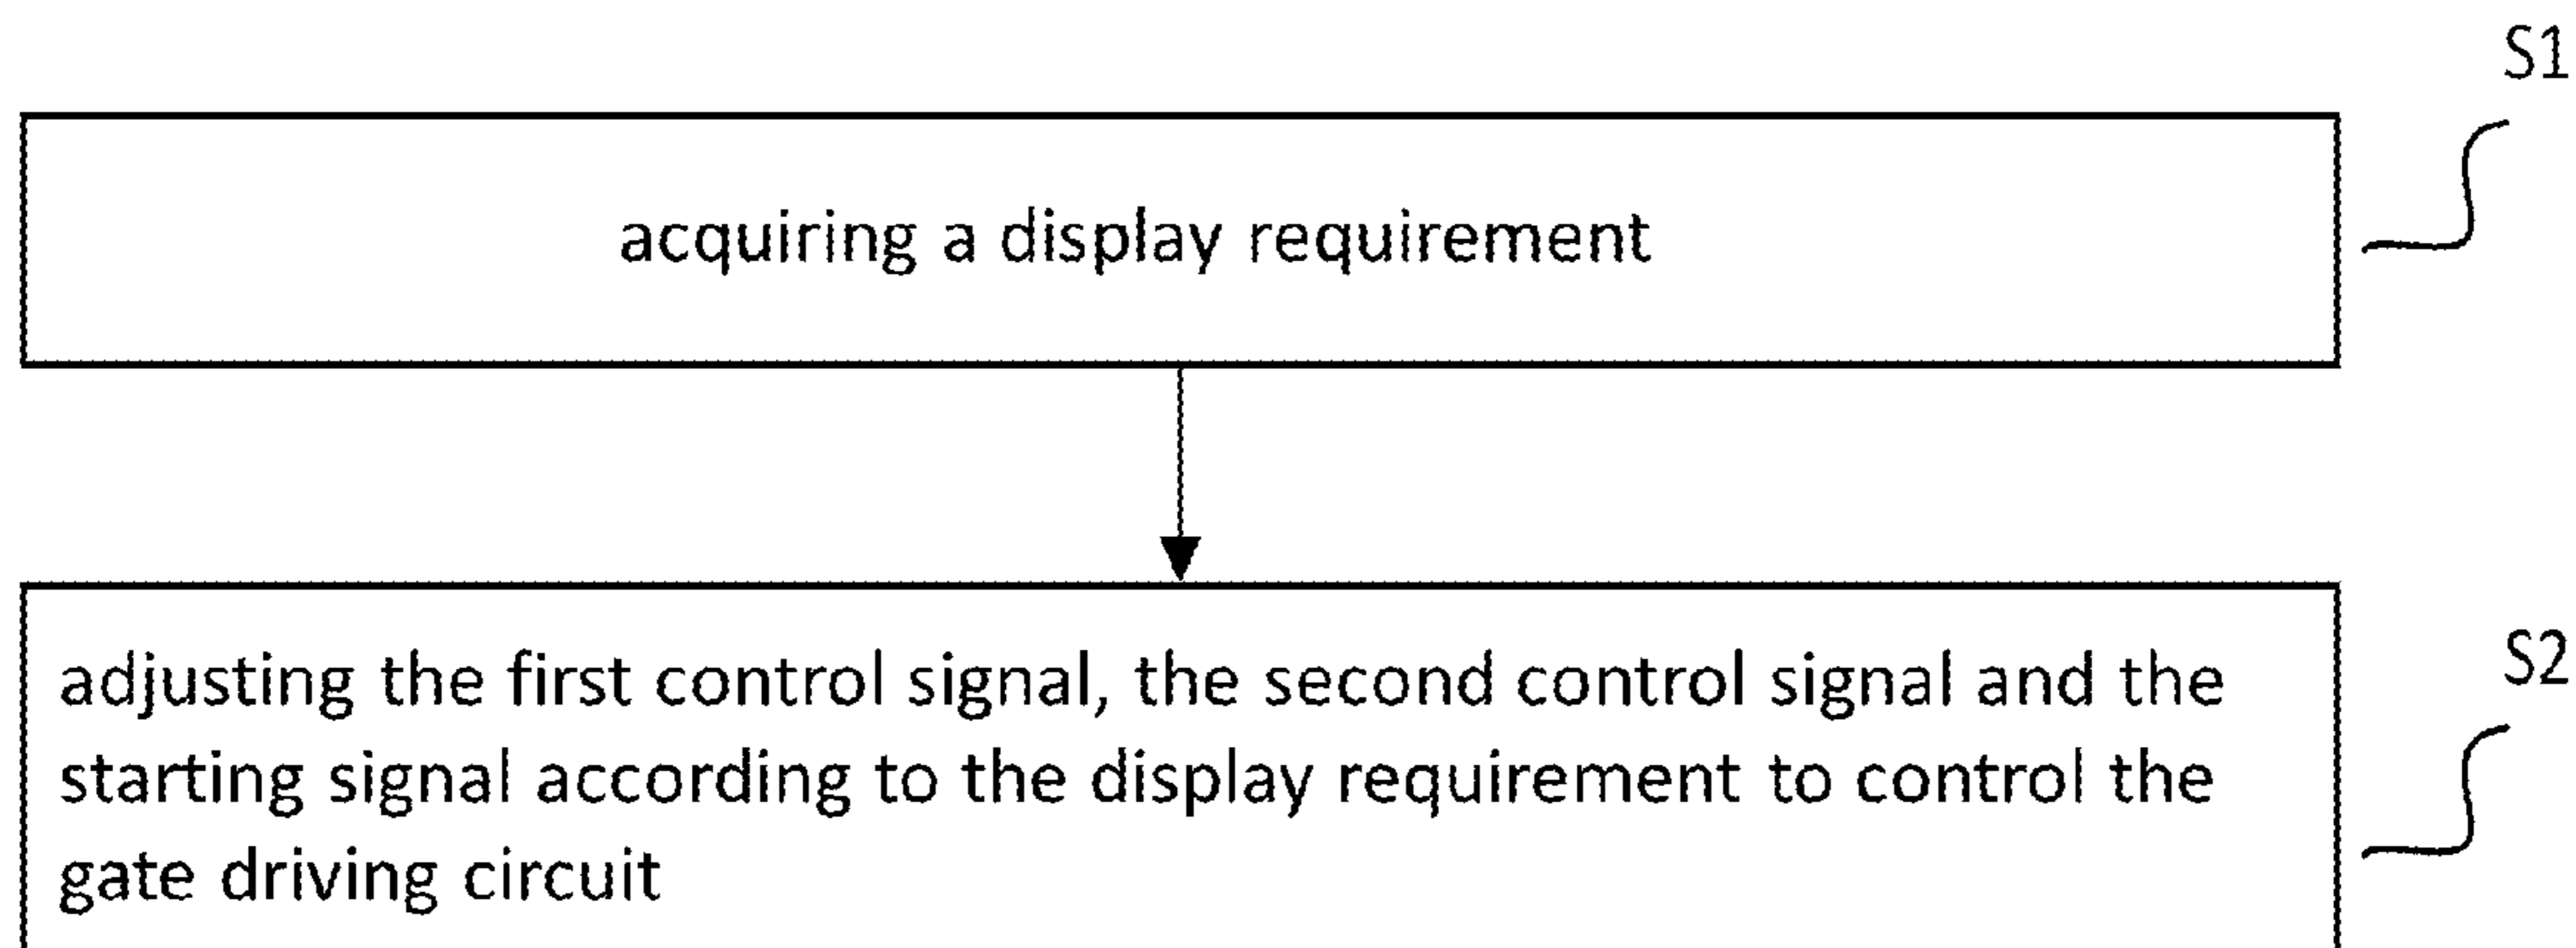 S1
acquiring a display requirement
adjusting the first control signal, the second control signal and the
S2
starting signal according to the display requirement to control the
gate driving circuit